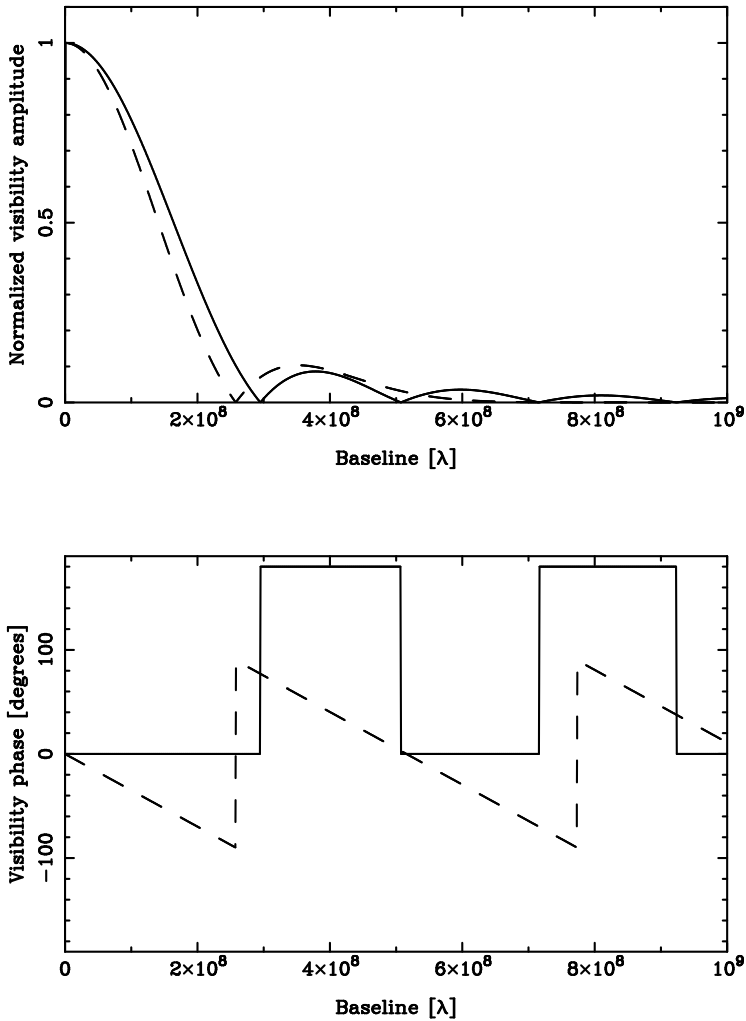 Normalized visibility amplitude
1
0.5
0
0 2×10⁸ 4×10⁸ 6×10⁸ 8×10⁸ 10⁹
Baseline [λ]
Visibility phase [degrees]
100
0
−100
0 2×10⁸ 4×10⁸ 6×10⁸ 8×10⁸ 10⁹
Baseline [λ]